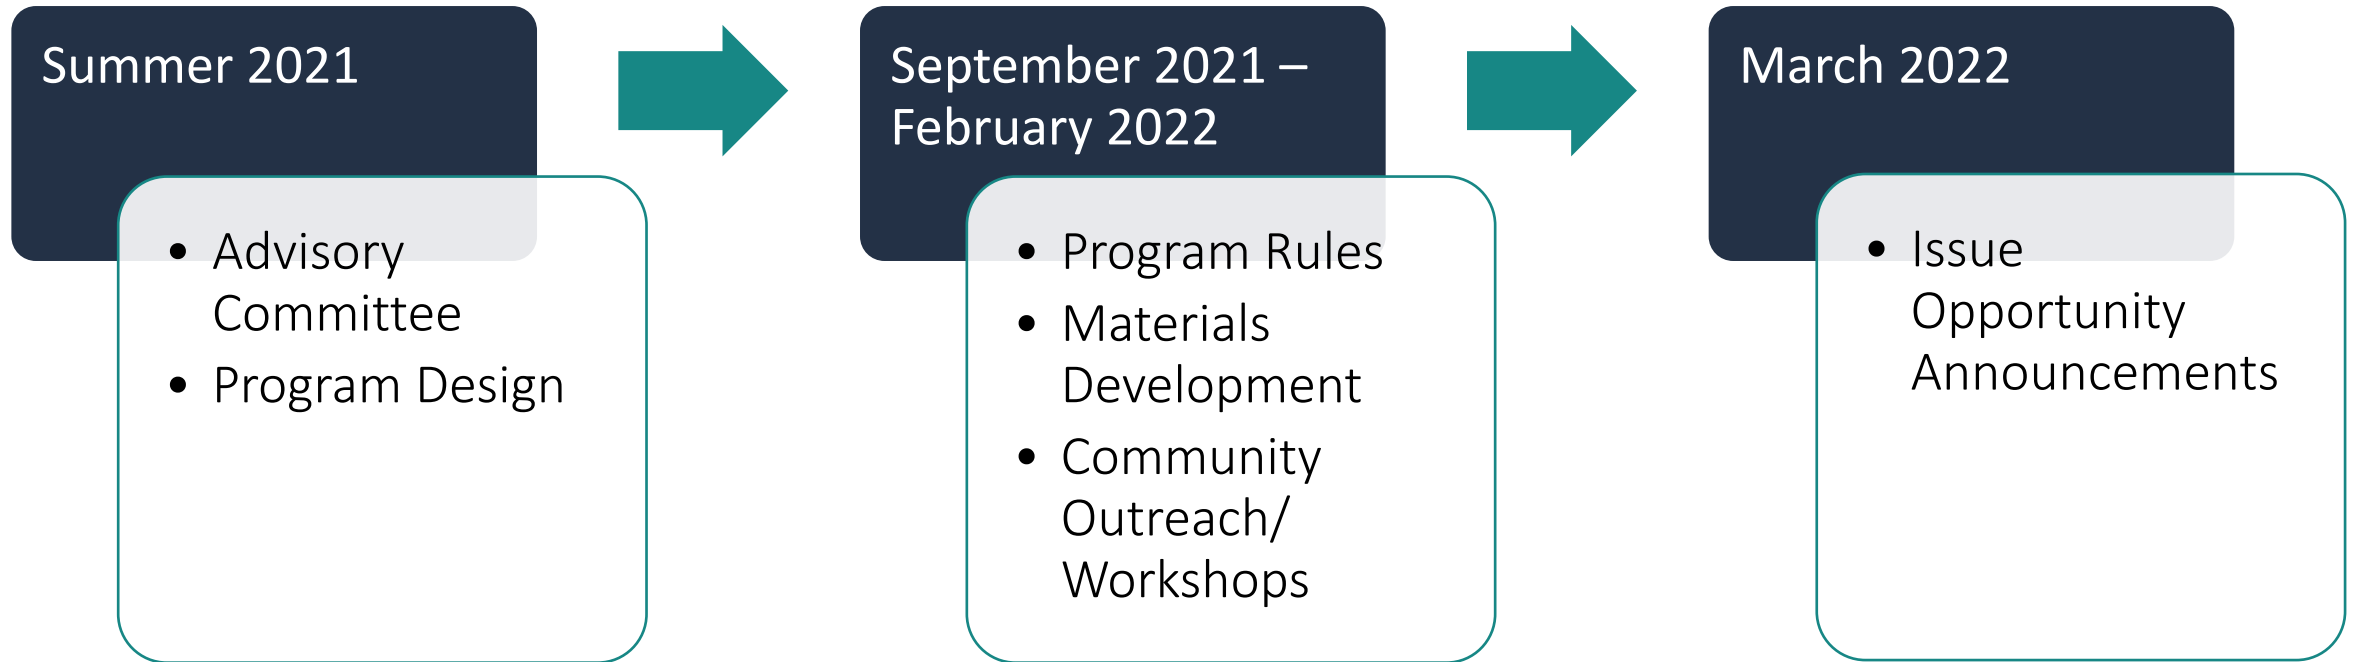 Summer 2021
• Advisory
Committee
• Program Design
September 2021 –
February 2022
• Program Rules
• Materials
Development
• Community
Outreach/
Workshops
March 2022
• Issue
Opportunity
Announcements